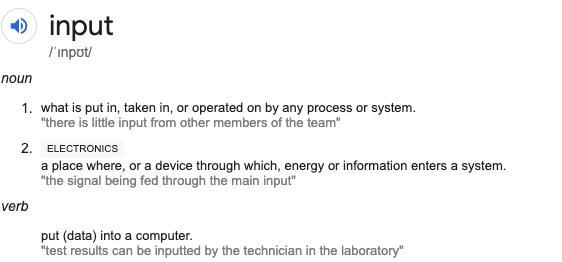 input
/ˈɪnpʊt/
noun
1. what is put in, taken in, or operated on by any process or system.
"there is little input from other members of the team"
2. ELECTRONICS
a place where, or a device through which, energy or information enters a system.
"the signal being fed through the main input"
verb
put (data) into a computer.
"test results can be inputted by the technician in the laboratory"